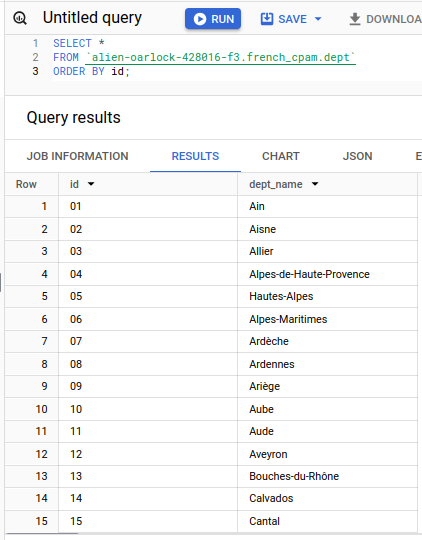 Untitled query RUN SAVE DOWNLOA
1 SELECT *
2 FROM `alien-oarlock-428016-f3.french_cpam.dept`
3 ORDER BY id;
Query results
JOB INFORMATION RESULTS CHART JSON E
Row id dept_name
1 01 Ain
2 02 Aisne
3 03 Allier
4 04 Alpes-de-Haute-Provence
5 05 Hautes-Alpes
6 06 Alpes-Maritimes
7 07 Ardèche
8 08 Ardennes
9 09 Ariège
10 10 Aube
11 11 Aude
12 12 Aveyron
13 13 Bouches-du-Rhône
14 14 Calvados
15 15 Cantal